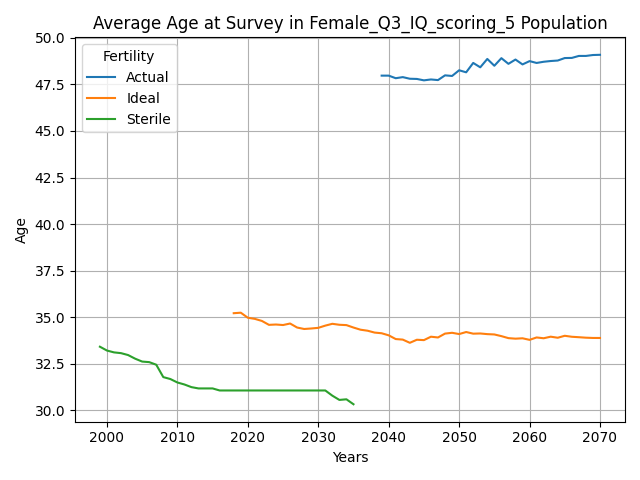 Average Age at Survey in Female_Q3_IQ_scoring_5 Population
Fertility
Actual
Ideal
Sterile
Age
50.0
47.5
45.0
42.5
40.0
37.5
35.0
32.5
30.0
2000 2010 2020 2030 2040 2050 2060 2070
Years